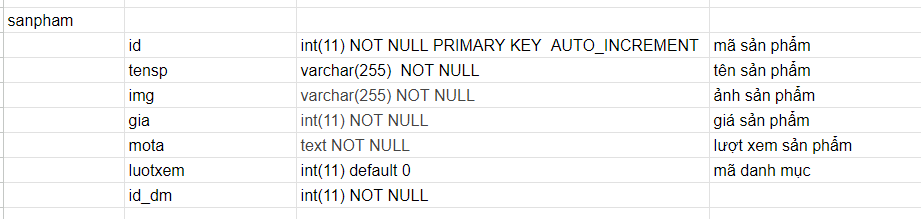 sanpham
id int(11) NOT NULL PRIMARY KEY AUTO_INCREMENT mã sản phẩm
tensp varchar(255) NOT NULL tên sản phẩm
img varchar(255) NOT NULL ảnh sản phẩm
gia int(11) NOT NULL giá sản phẩm
mota text NOT NULL lượt xem sản phẩm
luotxem int(11) default 0 mã danh mục
id_dm int(11) NOT NULL